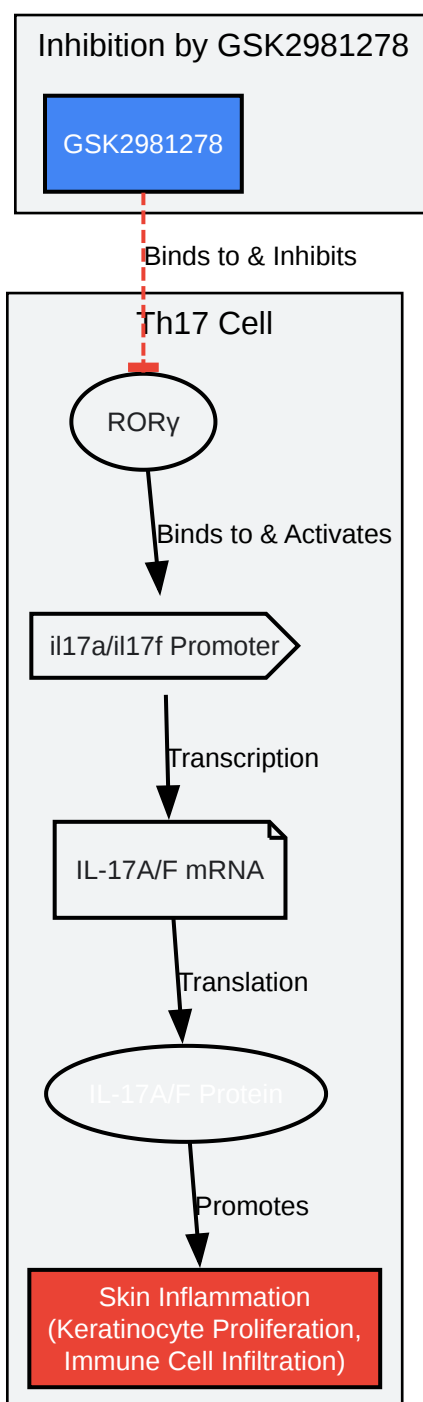 Inhibition by GSK2981278
GSK2981278
Binds to & Inhibits
Th17 Cell
RORγ
Binds to & Activates
il17a/il17f Promoter
Transcription
IL-17A/F mRNA
Translation
IL-17A/F Protein
Promotes
Skin Inflammation
(Keratinocyte Proliferation,
Immune Cell Infiltration)